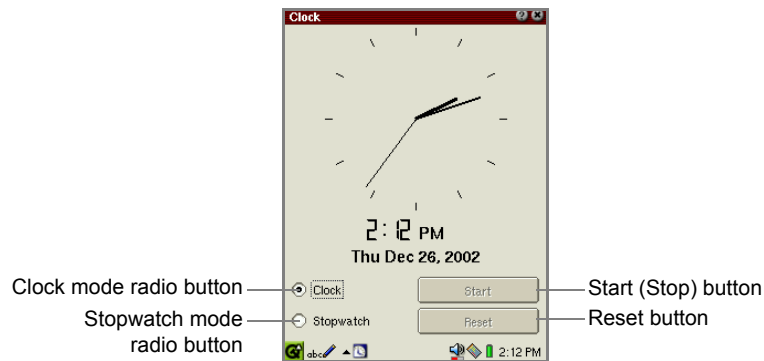 Clock
2:12 PM
Thu Dec 26, 2002
Clock mode radio button
Clock
Start
Start (Stop) button
Stopwatch mode
radio button
Stopwatch
Reset
Reset button
abc
2:12 PM